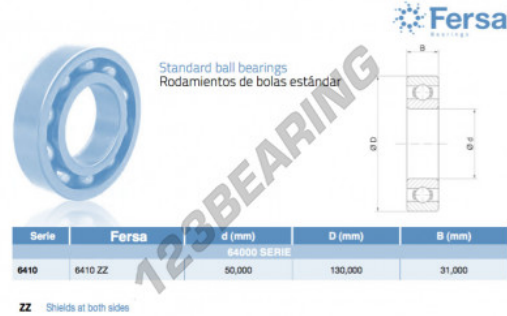 Fersa
Bearings
Standard ball bearings
Rodamientos de bolas estándar
B
Ø D
Ø d
123BEARING
Serie Fersa d (mm) D (mm) B (mm)
64000 SERIE
6410 6410 ZZ 50,000 130,000 31,000
ZZ Shields at both sides